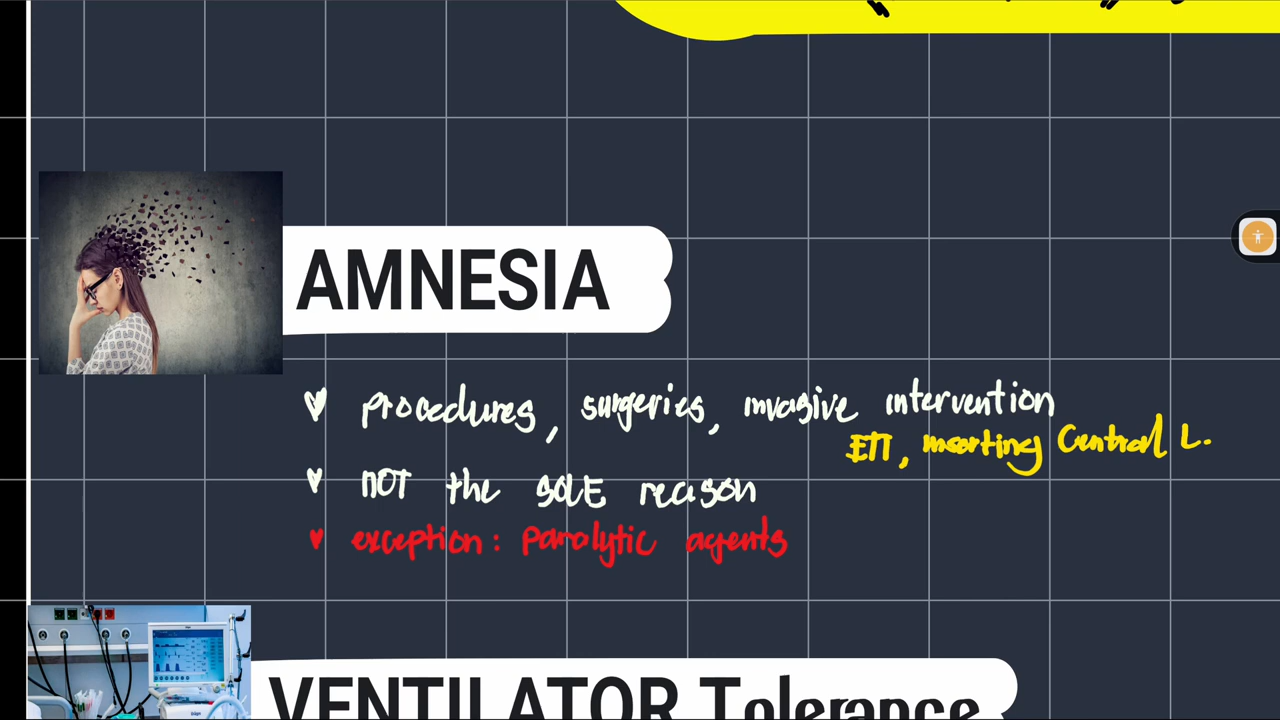 AMNESIA
procedures, surgeries, invasive intervention
ETT, inserting Central L.
NOT the SOLE reason
exception: paralytic agents
VENTILATOR Tolerance